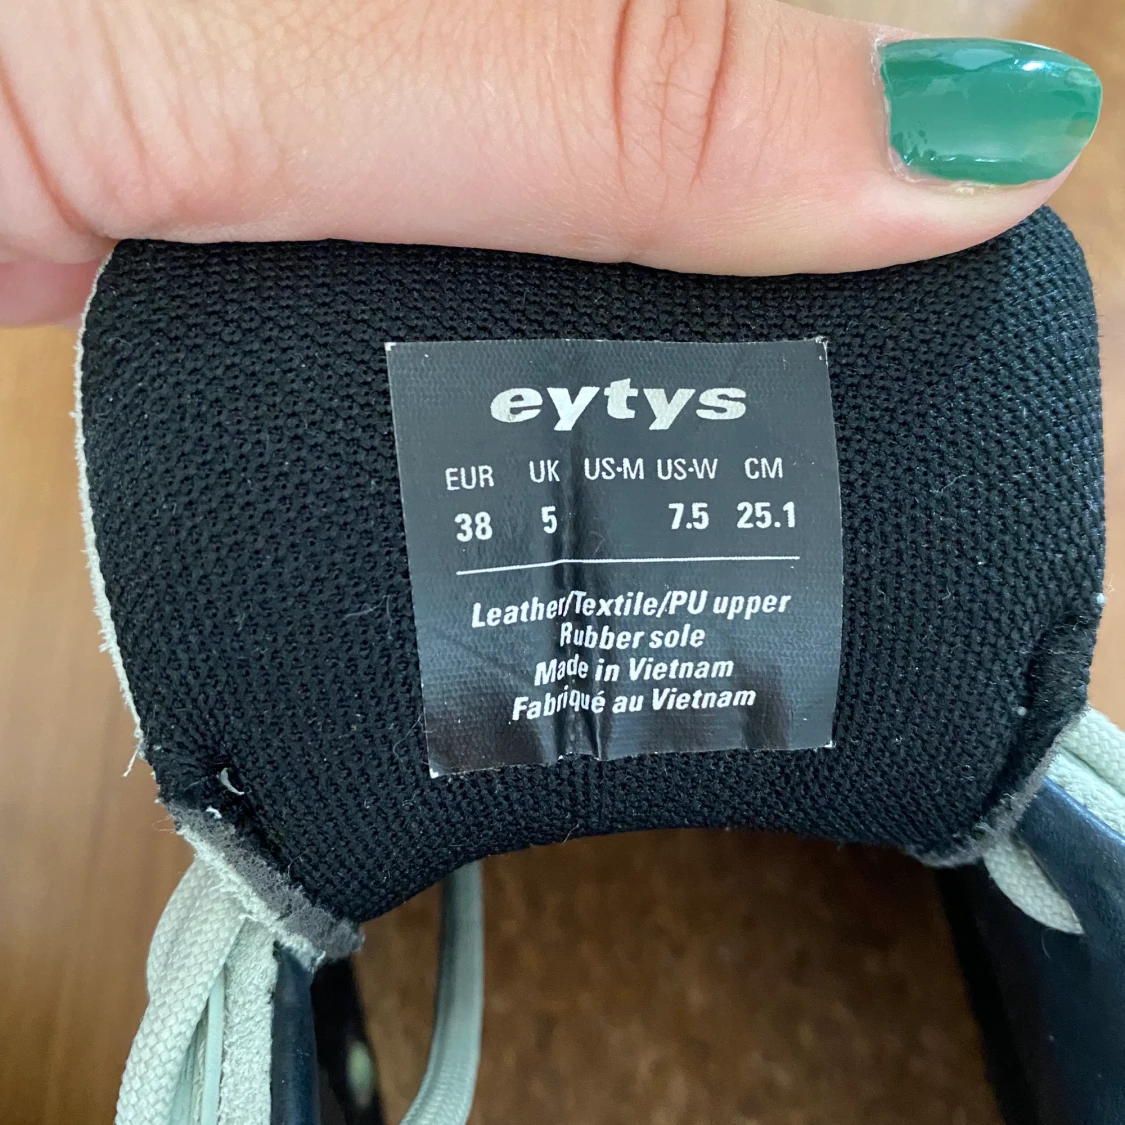 eytys
EUR UK US-M US-W CM
38 5 7.5 25.1
Leather/Textile/PU upper
Rubber sole
Made in Vietnam
Fabriqué au Vietnam